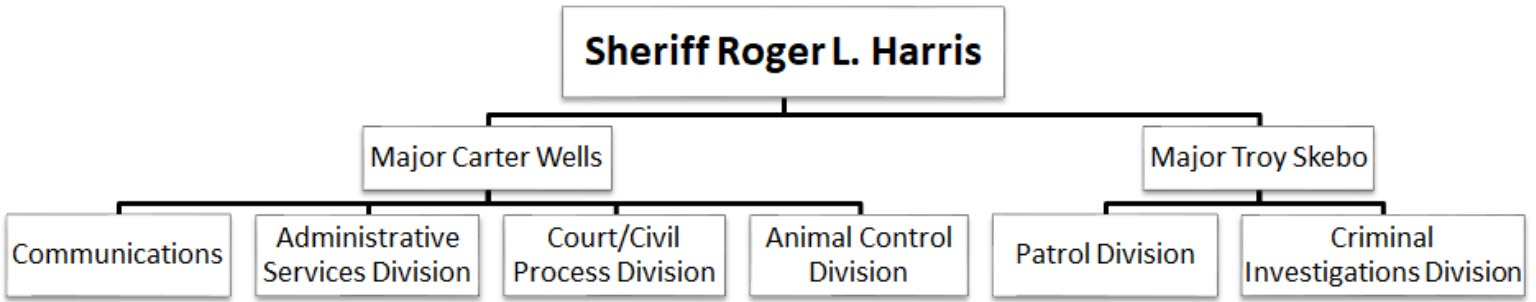 Sheriff Roger L. Harris
Major Carter Wells
Major Troy Skebo
Communications
Administrative
Services Division
Court/Civil
Process Division
Animal Control
Division
Patrol Division
Criminal
Investigations Division